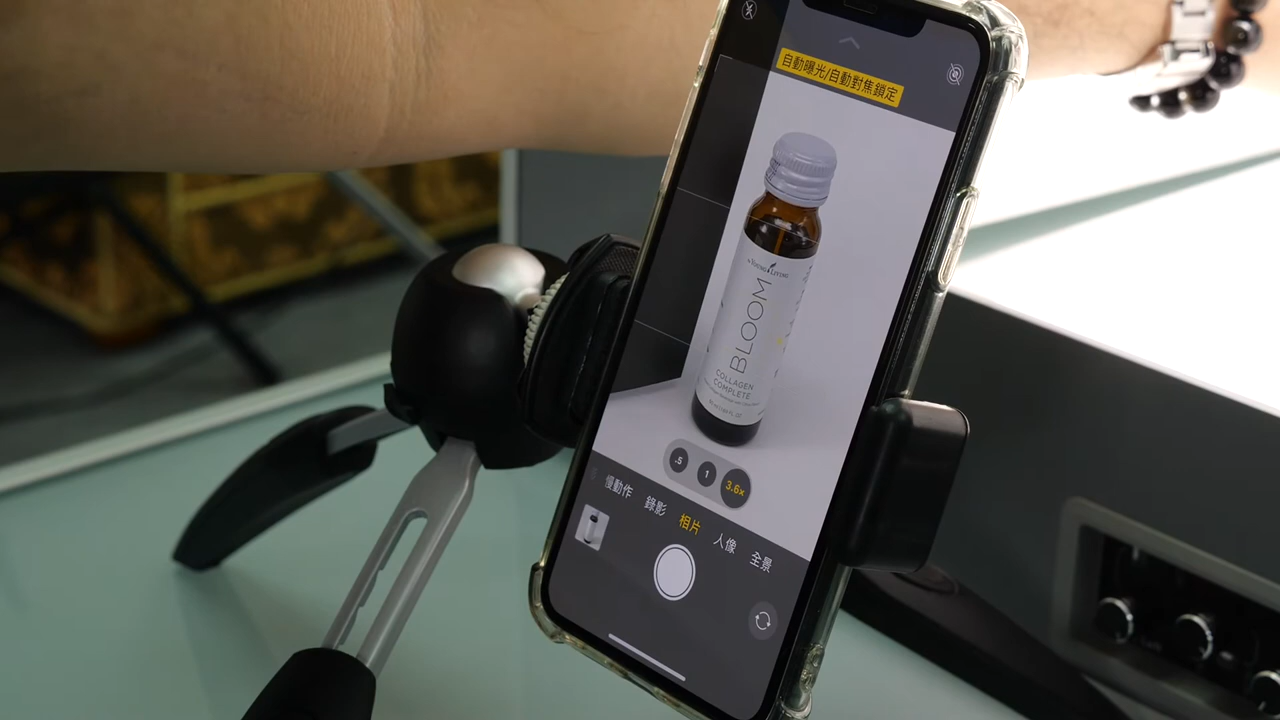 自動曝光/自動對焦鎖定
YOUNG LIVING
BLOOM
COLLAGEN
COMPLETE
.5
1
3.6×
慢動作
錄影
相片
人像
全景